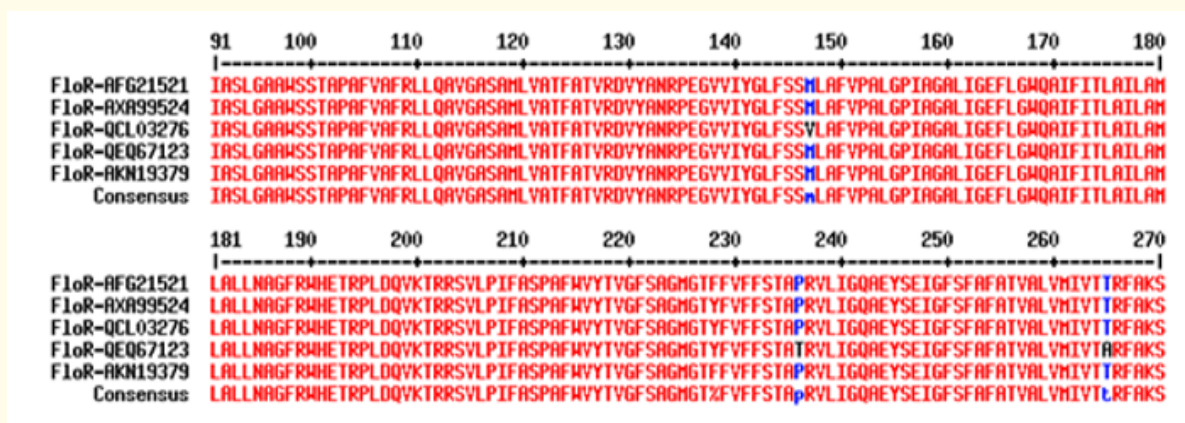 91 100 110 120 130 140 150 160 170 180
|--------+---------+---------+---------+---------+---------+---------+---------+---------|
FloR-AFG21521 IASLGAAWSSTAPAFVAFRLLQAVGASAMLVATFATVRDVYANRPEGVVIYGLFSSMLAFVPALGPIAGALIGEFLGWQAIFITLAILAM
FloR-AXA99524 IASLGAAWSSTAPAFVAFRLLQAVGASAMLVATFATVRDVYANRPEGVVIYGLFSSMLAFVPALGPIAGALIGEFLGWQAIFITLAILAM
FloR-QCL03276 IASLGAAWSSTAPAFVAFRLLQAVGASAMLVATFATVRDVYANRPEGVVIYGLFSSVLAFVPALGPIAGALIGEFLGWQAIFITLAILAM
FloR-QEQ67123 IASLGAAWSSTAPAFVAFRLLQAVGASAMLVATFATVRDVYANRPEGVVIYGLFSSMLAFVPALGPIAGALIGEFLGWQAIFITLAILAM
FloR-AKN19379 IASLGAAWSSTAPAFVAFRLLQAVGASAMLVATFATVRDVYANRPEGVVIYGLFSSMLAFVPALGPIAGALIGEFLGWQAIFITLAILAM
Consensus IASLGAAWSSTAPAFVAFRLLQAVGASAMLVATFATVRDVYANRPEGVVIYGLFSSmLAFVPALGPIAGALIGEFLGWQAIFITLAILAM
181 190 200 210 220 230 240 250 260 270
|--------+---------+---------+---------+---------+---------+---------+---------+---------|
FloR-AFG21521 LALLNAGFRWHETRPLDQVKTRRSVLPIFASPAFWVYTVGFSAGMGTFFVFFSTAPRVLIGQAEYSEIGFSFAFATVALVMIVTTRFAKS
FloR-AXA99524 LALLNAGFRWHETRPLDQVKTRRSVLPIFASPAFWVYTVGFSAGMGTYFVFFSTAPRVLIGQAEYSEIGFSFAFATVALVMIVTTRFAKS
FloR-QCL03276 LALLNAGFRWHETRPLDQVKTRRSVLPIFASPAFWVYTVGFSAGMGTYFVFFSTAPRVLIGQAEYSEIGFSFAFATVALVMIVTTRFAKS
FloR-QEQ67123 LALLNAGFRWHETRPLDQVKTRRSVLPIFASPAFWVYTVGFSAGMGTYFVFFSTATRVLIGQAEYSEIGFSFAFATVALVMIVTARFAKS
FloR-AKN19379 LALLNAGFRWHETRPLDQVKTRRSVLPIFASPAFWVYTVGFSAGMGTYFVFFSTAPRVLIGQAEYSEIGFSFAFATVALVMIVTTRFAKS
Consensus LALLNAGFRWHETRPLDQVKTRRSVLPIFASPAFWVYTVGFSAGMGT%FVFFSTApRVLIGQAEYSEIGFSFAFATVALVMIVTtRFAKS